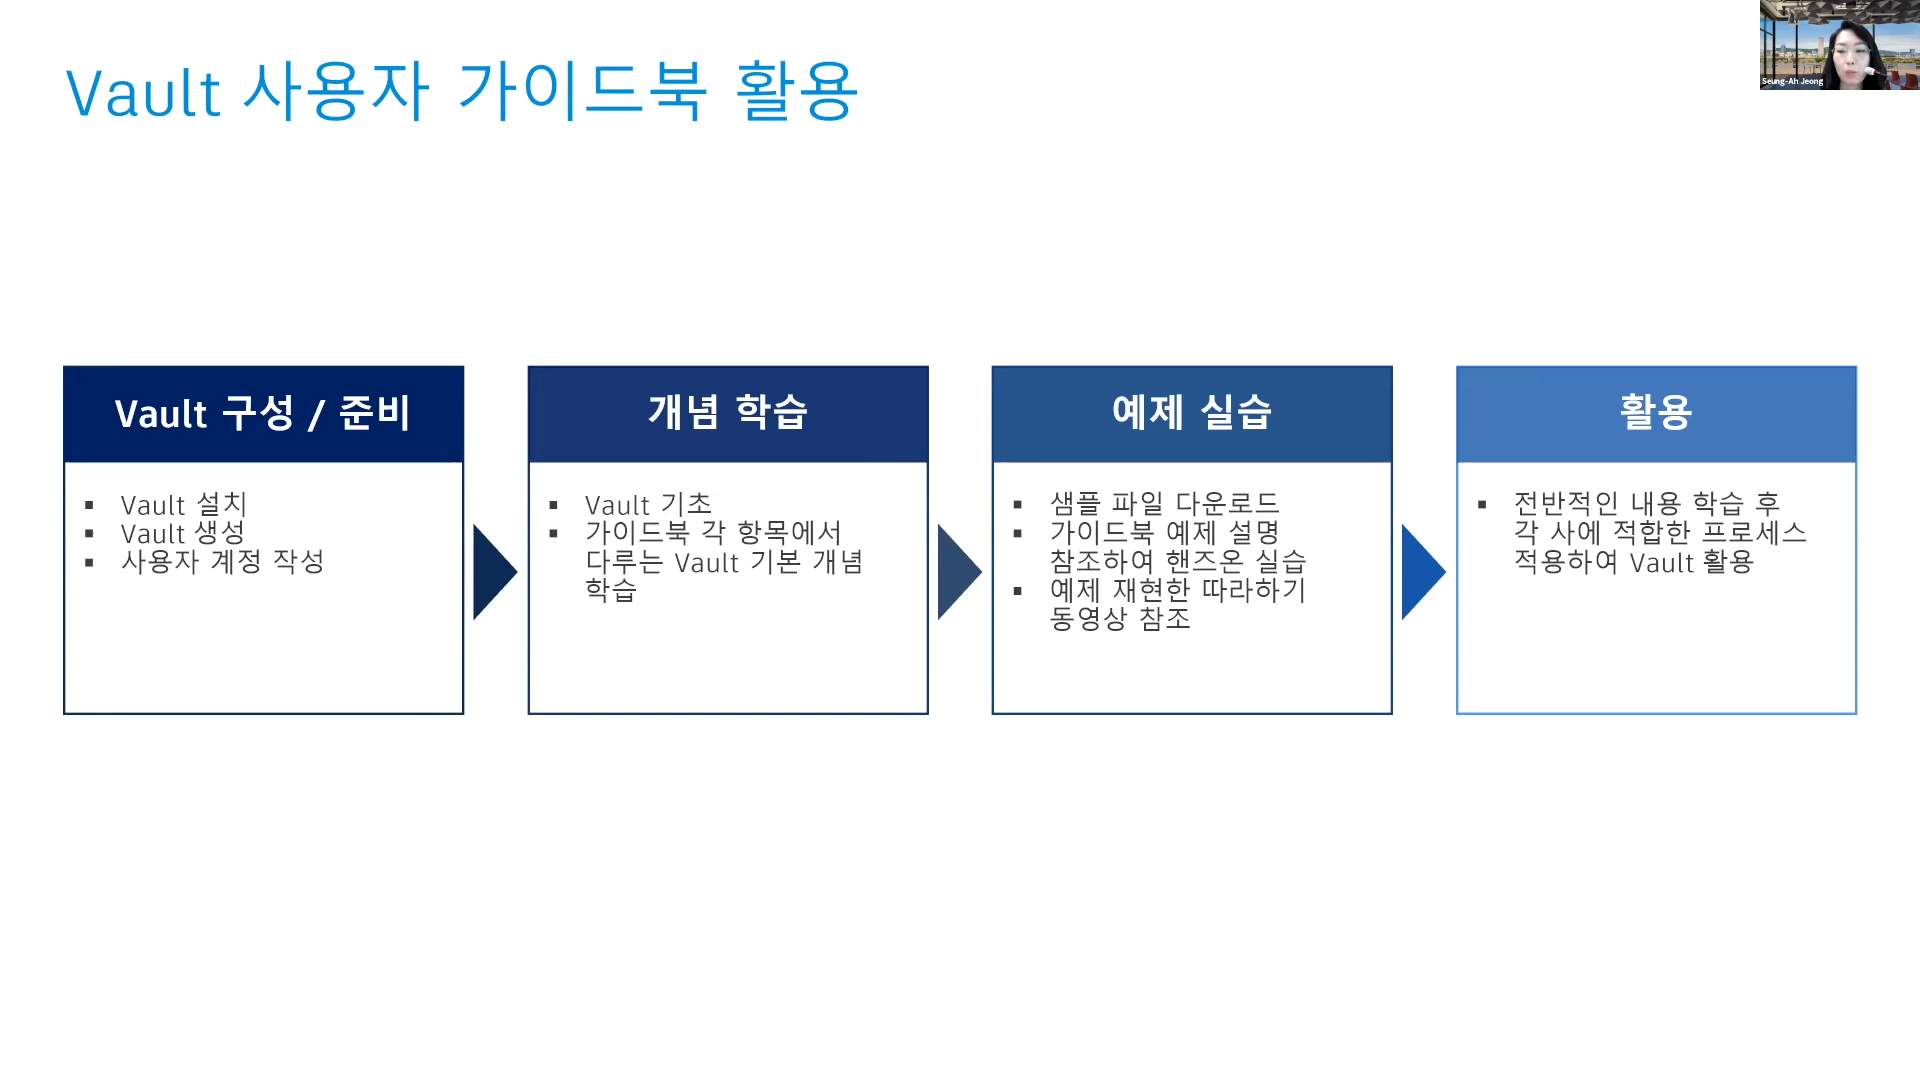 Vault 사용자 가이드북 활용
Seung-Ah Jeong
Vault 구성 / 준비
Vault 설치
Vault 생성
사용자 계정 작성
개념 학습
Vault 기초
가이드북 각 항목에서
다루는 Vault 기본 개념
학습
예제 실습
샘플 파일 다운로드
가이드북 예제 설명
참조하여 핸즈온 실습
예제 재현한 따라하기
동영상 참조
활용
전반적인 내용 학습 후
각 사에 적합한 프로세스
적용하여 Vault 활용